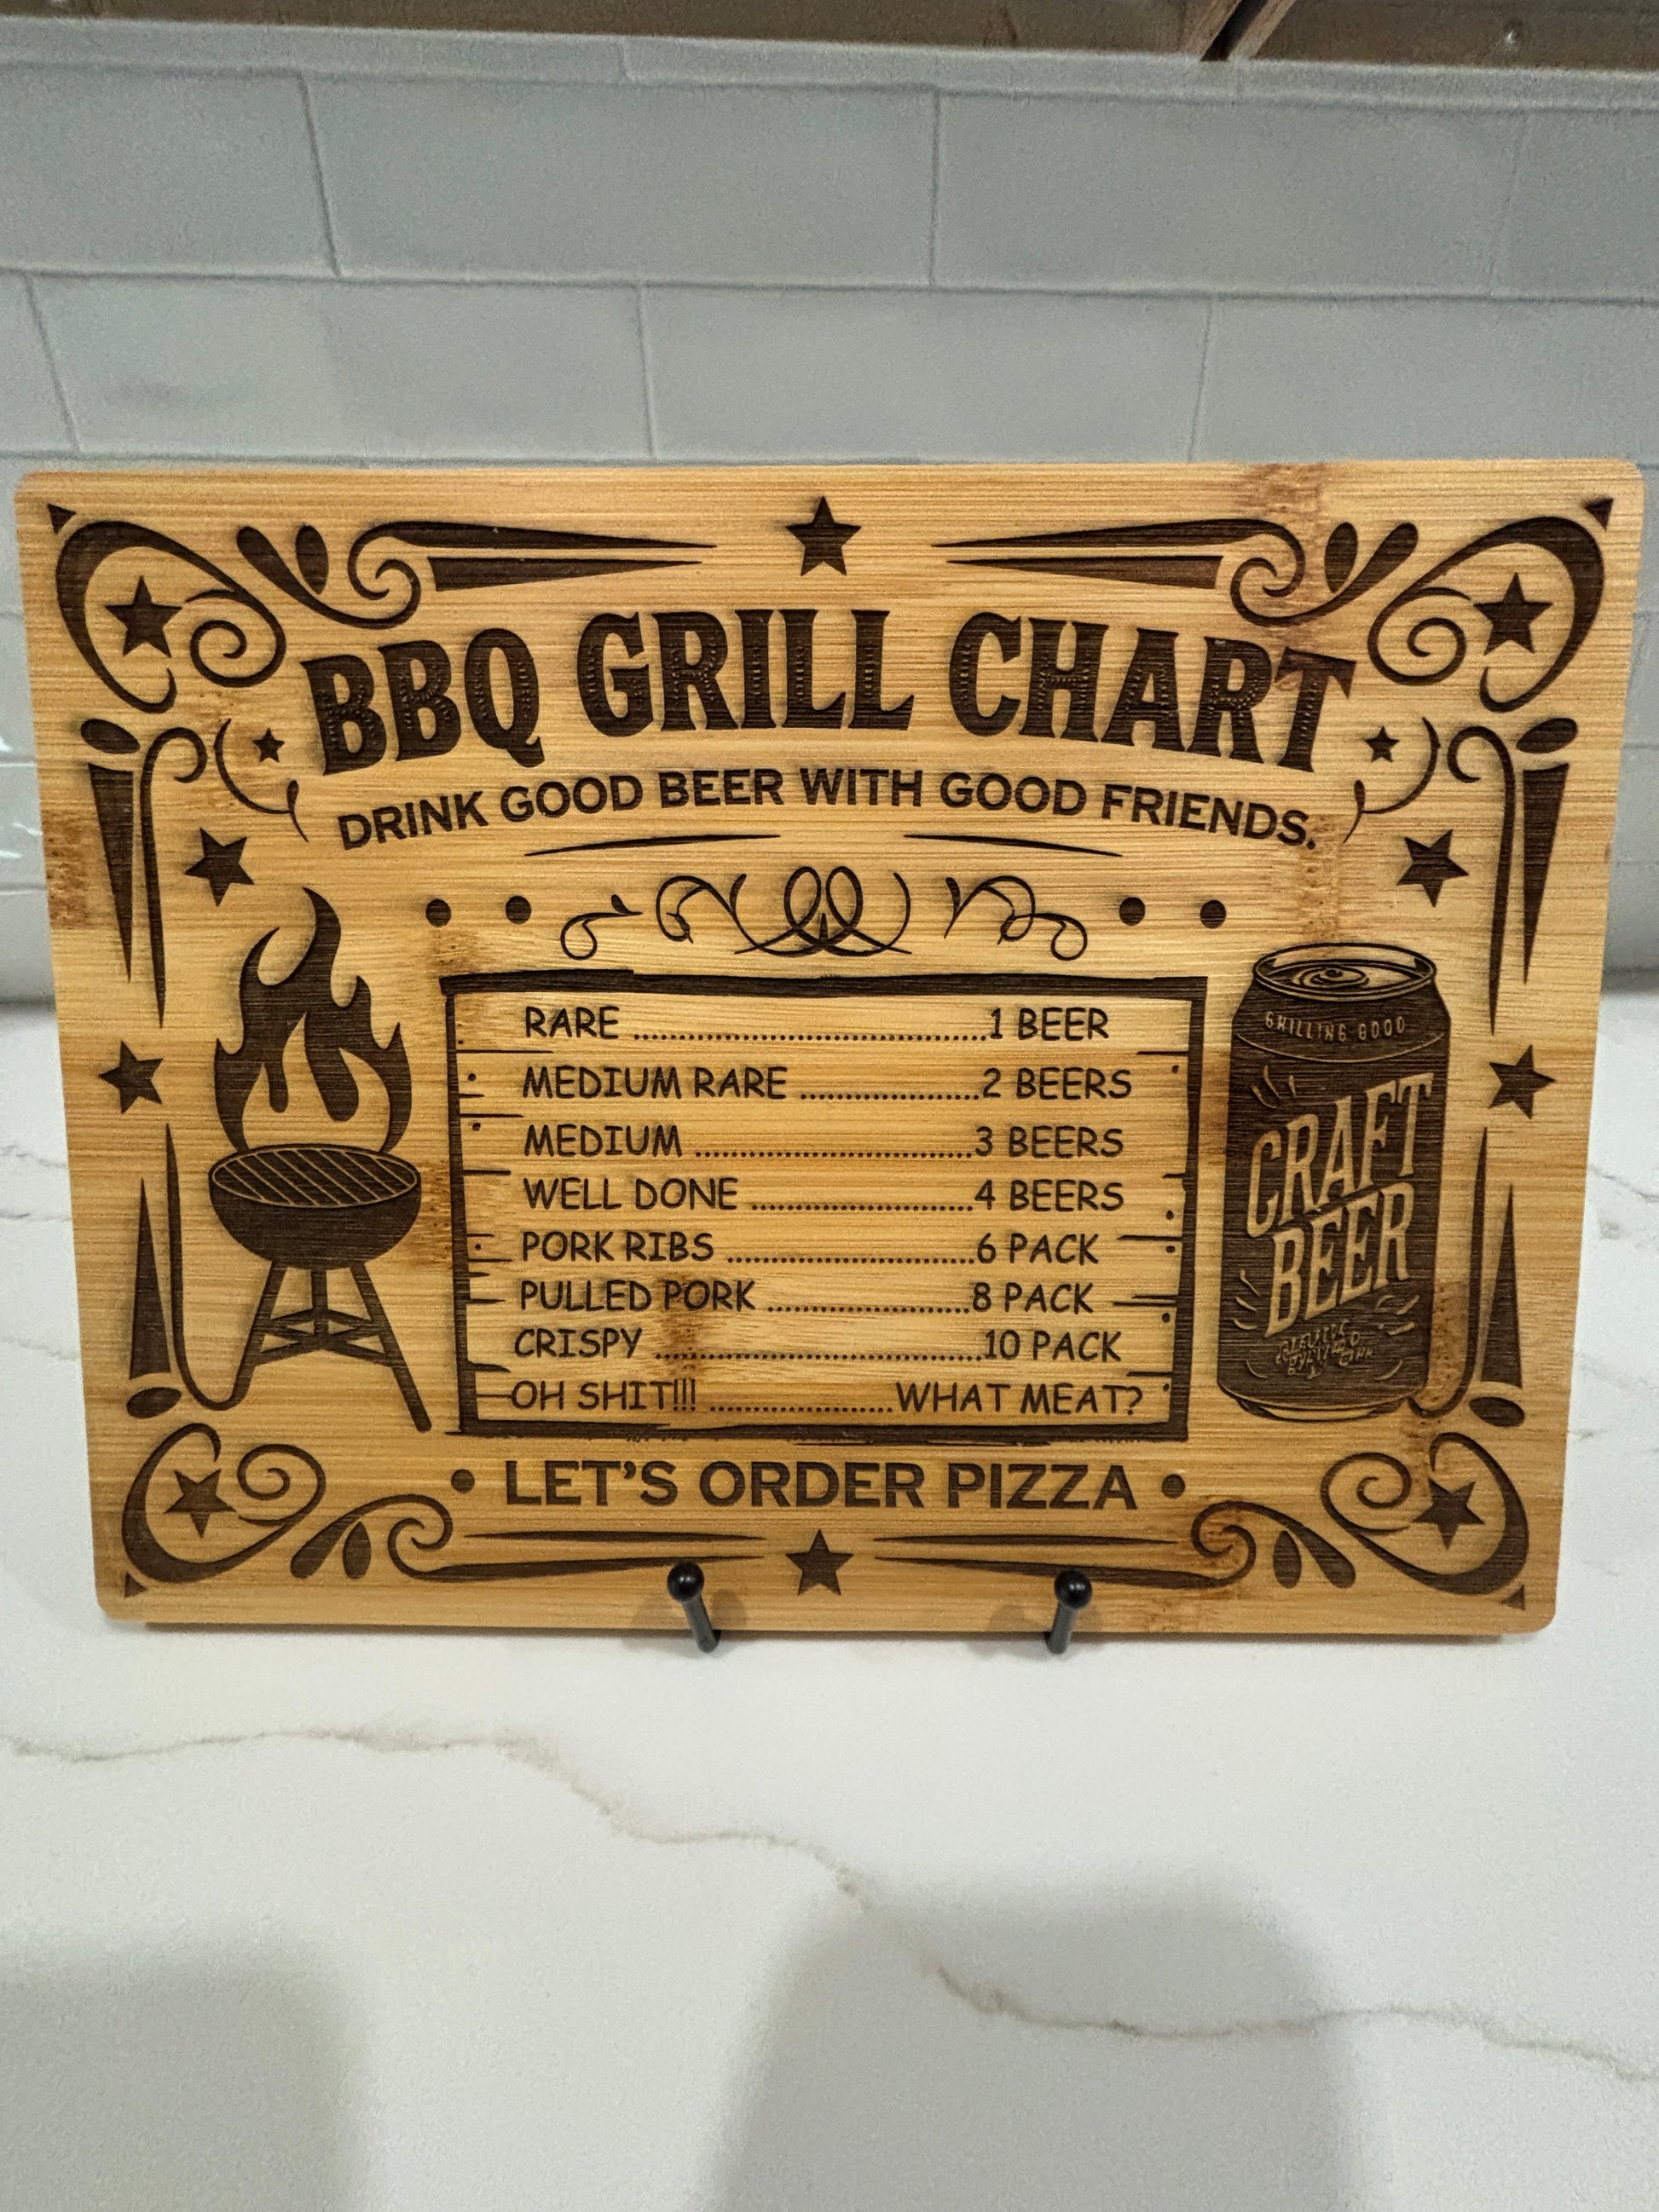 BBQ GRILL CHART
DRINK GOOD BEER WITH GOOD FRIENDS.
RARE ........................................1 BEER
MEDIUM RARE .....................2 BEERS
MEDIUM ................................3 BEERS
WELL DONE ..........................4 BEERS
PORK RIBS .............................6 PACK
PULLED PORK .......................8 PACK
CRISPY .....................................10 PACK
OH SHIT!!! .....................WHAT MEAT?
• LET'S ORDER PIZZA •
CRAFT
BEER